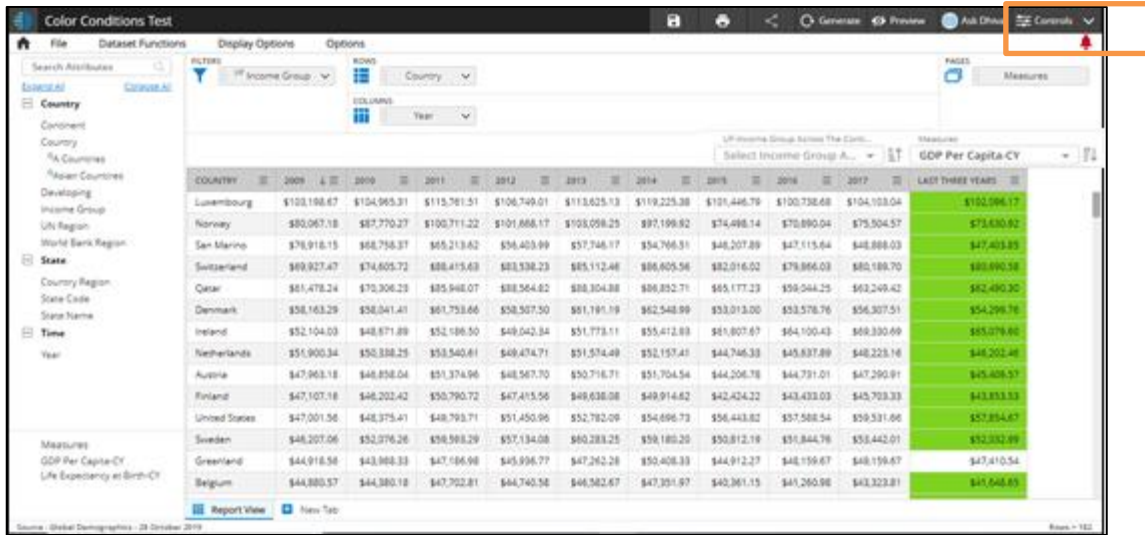 Color Conditions Test
Generate Preview Ask Dhiva Controls
File Dataset Functions Display Options Options
Search Attributes
Expand All Collapse All
Country
Continent
Country
A Countries
Asian Countries
Developing
Income Group
UN Region
World Bank Region
State
Country Region
State Code
State Name
Time
Year
Measures
GDP Per Capita-CY
Life Expectancy at Birth-CY
FILTERS
Income Group
ROWS
Country
COLUMNS
Year
PAGES
Measures
LIF-Income Group Across The Conti...
Select Income Group A...
Measures
GDP Per Capita-CY
COUNTRY 2009 2010 2011 2012 2013 2014 2015 2016 2017 LAST THREE YEARS
Luxembourg $103,198.67 $104,965.31 $115,761.51 $106,749.01 $113,625.13 $119,225.38 $101,446.79 $100,738.68 $104,103.04 $102,096.17
Norway $80,067.18 $87,770.27 $100,711.22 $101,668.17 $103,059.25 $97,199.92 $74,498.14 $70,890.04 $75,504.57 $73,630.92
San Marino $76,918.15 $68,758.37 $65,213.62 $56,403.99 $57,746.17 $54,766.51 $46,207.89 $47,115.64 $48,888.03 $47,403.85
Switzerland $69,927.47 $74,605.72 $88,415.63 $83,538.23 $85,112.46 $86,605.56 $82,016.02 $79,866.03 $80,189.70 $80,690.58
Qatar $61,478.24 $70,306.23 $85,948.07 $88,564.82 $88,304.88 $86,852.71 $65,177.23 $59,044.25 $63,249.42 $62,490.30
Denmark $58,163.29 $58,041.41 $61,753.66 $58,507.50 $61,191.19 $62,548.99 $53,013.00 $53,578.76 $56,307.51 $54,299.76
Ireland $52,104.03 $48,671.89 $52,186.50 $49,042.34 $51,773.11 $55,412.93 $61,807.67 $64,100.43 $69,330.69 $65,079.60
Netherlands $51,900.34 $50,338.25 $53,540.61 $49,474.71 $51,574.49 $52,157.41 $44,746.33 $45,637.89 $48,223.16 $46,202.46
Austria $47,963.18 $46,858.04 $51,374.96 $48,567.70 $50,716.71 $51,704.54 $44,206.78 $44,731.01 $47,290.91 $45,409.57
Finland $47,107.16 $46,202.42 $50,790.72 $47,415.56 $49,638.08 $49,914.62 $42,424.22 $43,433.03 $45,703.33 $43,853.53
United States $47,001.56 $48,375.41 $49,793.71 $51,450.96 $52,782.09 $54,696.73 $56,443.82 $57,588.54 $59,531.66 $57,854.67
Sweden $46,207.06 $52,076.26 $59,593.29 $57,134.08 $60,283.25 $59,180.20 $50,812.19 $51,844.76 $53,442.01 $52,032.99
Greenland $44,918.56 $43,988.33 $47,186.98 $45,936.77 $47,262.28 $50,408.33 $44,912.27 $48,159.67 $49,159.67 $47,410.54
Belgium $44,880.57 $44,380.18 $47,702.81 $44,740.56 $46,582.67 $47,351.97 $40,361.15 $41,260.98 $43,323.81 $41,648.65
Report View New Tab
Source : Global Demographics - 28 October 2019 Rows = 182